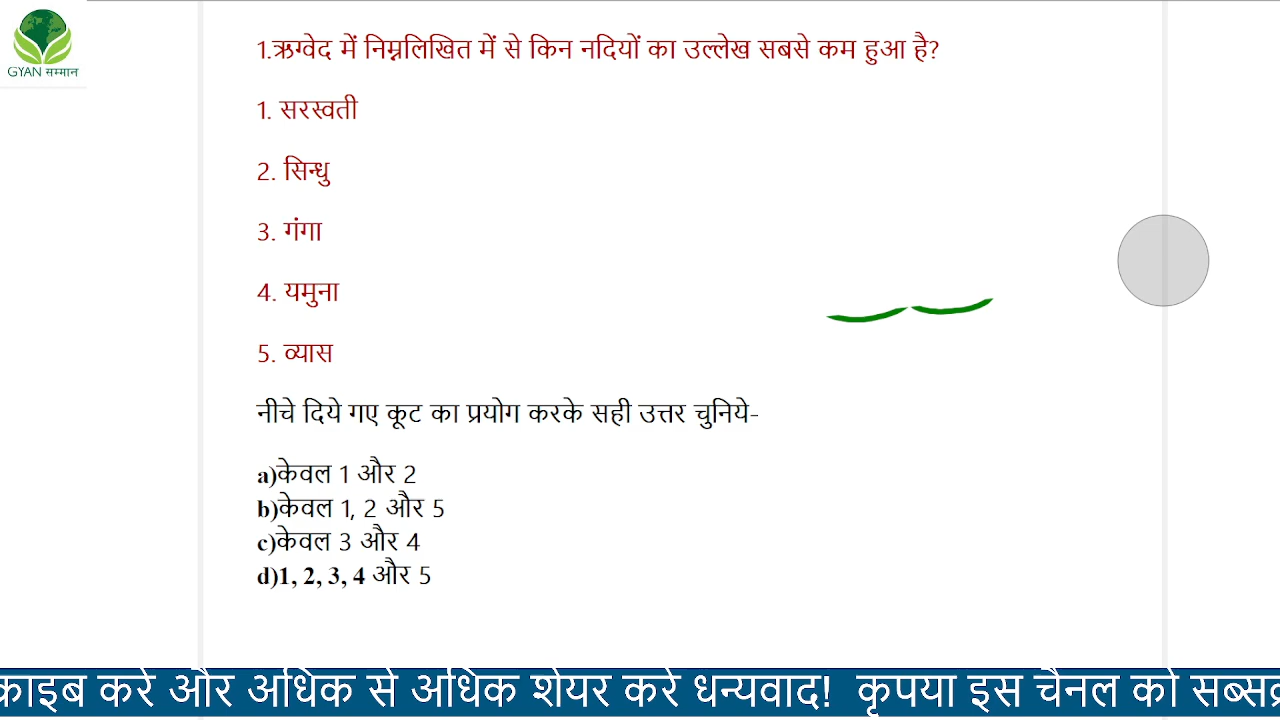 GYAN सम्मान
1.ऋग्वेद में निम्नलिखित में से किन नदियों का उल्लेख सबसे कम हुआ है?
1. सरस्वती
2. सिन्धु
3. गंगा
4. यमुना
5. व्यास
नीचे दिये गए कूट का प्रयोग करके सही उत्तर चुनिये-
a)केवल 1 और 2
b)केवल 1, 2 और 5
c)केवल 3 और 4
d)1, 2, 3, 4 और 5
क्राइब करे और अधिक से अधिक शेयर करे धन्यवाद! कृपया इस चैनल को सब्सक्र